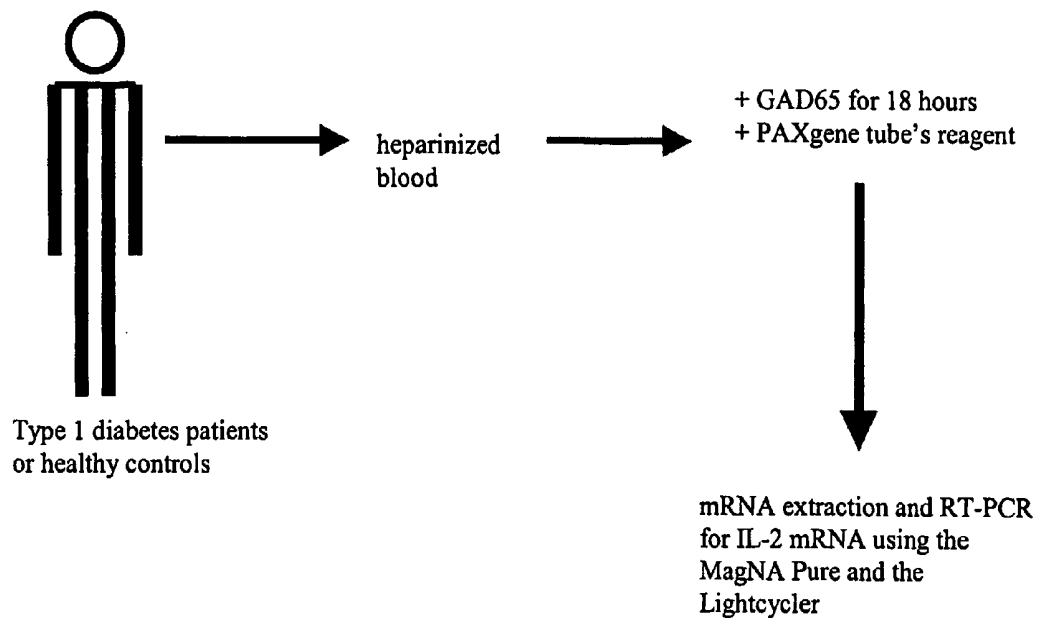 + GAD65 for 18 hours
+ PAXgene tube's reagent
heparinized
blood
Type 1 diabetes patients
or healthy controls
mRNA extraction and RT-PCR
for IL-2 mRNA using the
MagNA Pure and the
Lightcycler